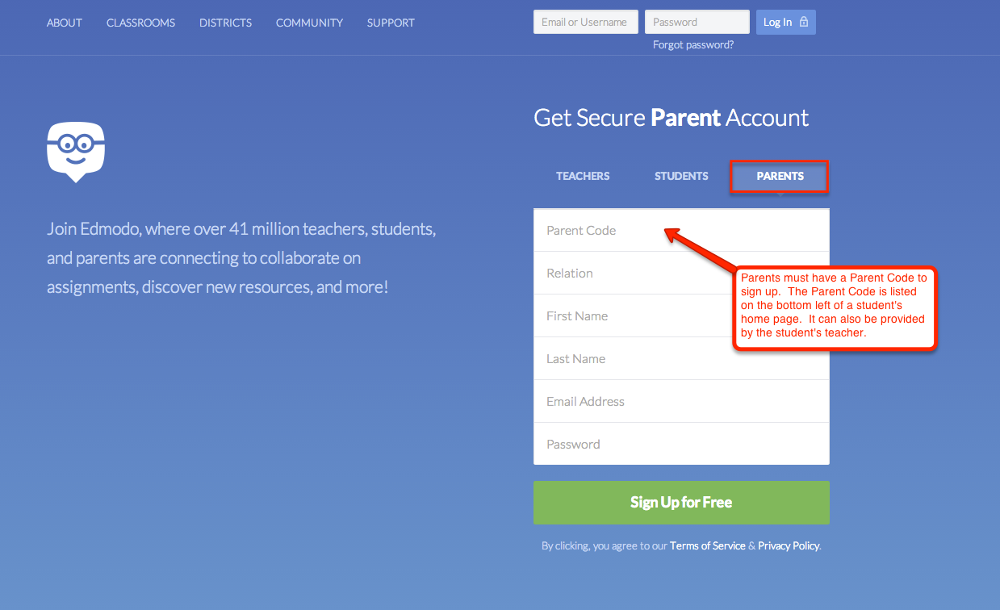 ABOUT CLASSROOMS DISTRICTS COMMUNITY SUPPORT
Email or Username Password Log In
Forgot password?
Get Secure Parent Account
TEACHERS STUDENTS PARENTS
Join Edmodo, where over 41 million teachers, students,
and parents are connecting to collaborate on
assignments, discover new resources, and more!
Parent Code
Relation
First Name
Last Name
Email Address
Password
Parents must have a Parent Code to
sign up.  The Parent Code is listed
on the bottom left of a student's
home page.  It can also be provided
by the student's teacher.
Sign Up for Free
By clicking, you agree to our Terms of Service & Privacy Policy.